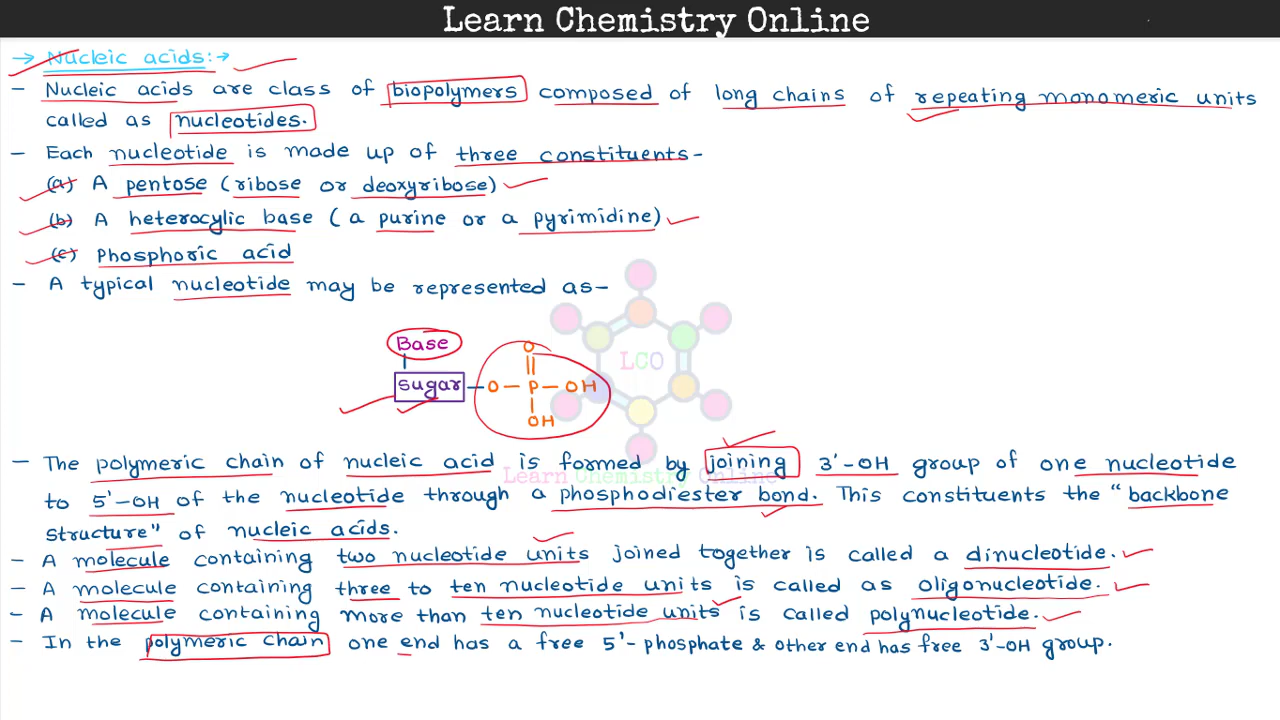 Learn Chemistry Online
→ Nucleic acids:→
- Nucleic acids are class of biopolymers composed of long chains of repeating monomeric units
called as nucleotides.
- Each nucleotide is made up of three constituents-
(a) A pentose (ribose or deoxyribose)
(b) A heterocylic base (a purine or a pyrimidine)
(c) Phosphoric acid
- A typical nucleotide may be represented as-
Base
O
LCO
sugar - O - P - OH
OH
- The polymeric chain of nucleic acid is formed by joining 3'-OH group of one nucleotide
Learn Chemistry Online
to 5'-OH of the nucleotide through a phosphodiester bond. This constituents the "backbone
structure" of nucleic acids.
- A molecule containing two nucleotide units joined together is called a dinucleotide.
- A molecule containing three to ten nucleotide units is called as oligonucleotide.
- A molecule containing more than ten nucleotide units is called polynucleotide.
- In the polymeric chain one end has a free 5'-phosphate & other end has free 3'-OH group.